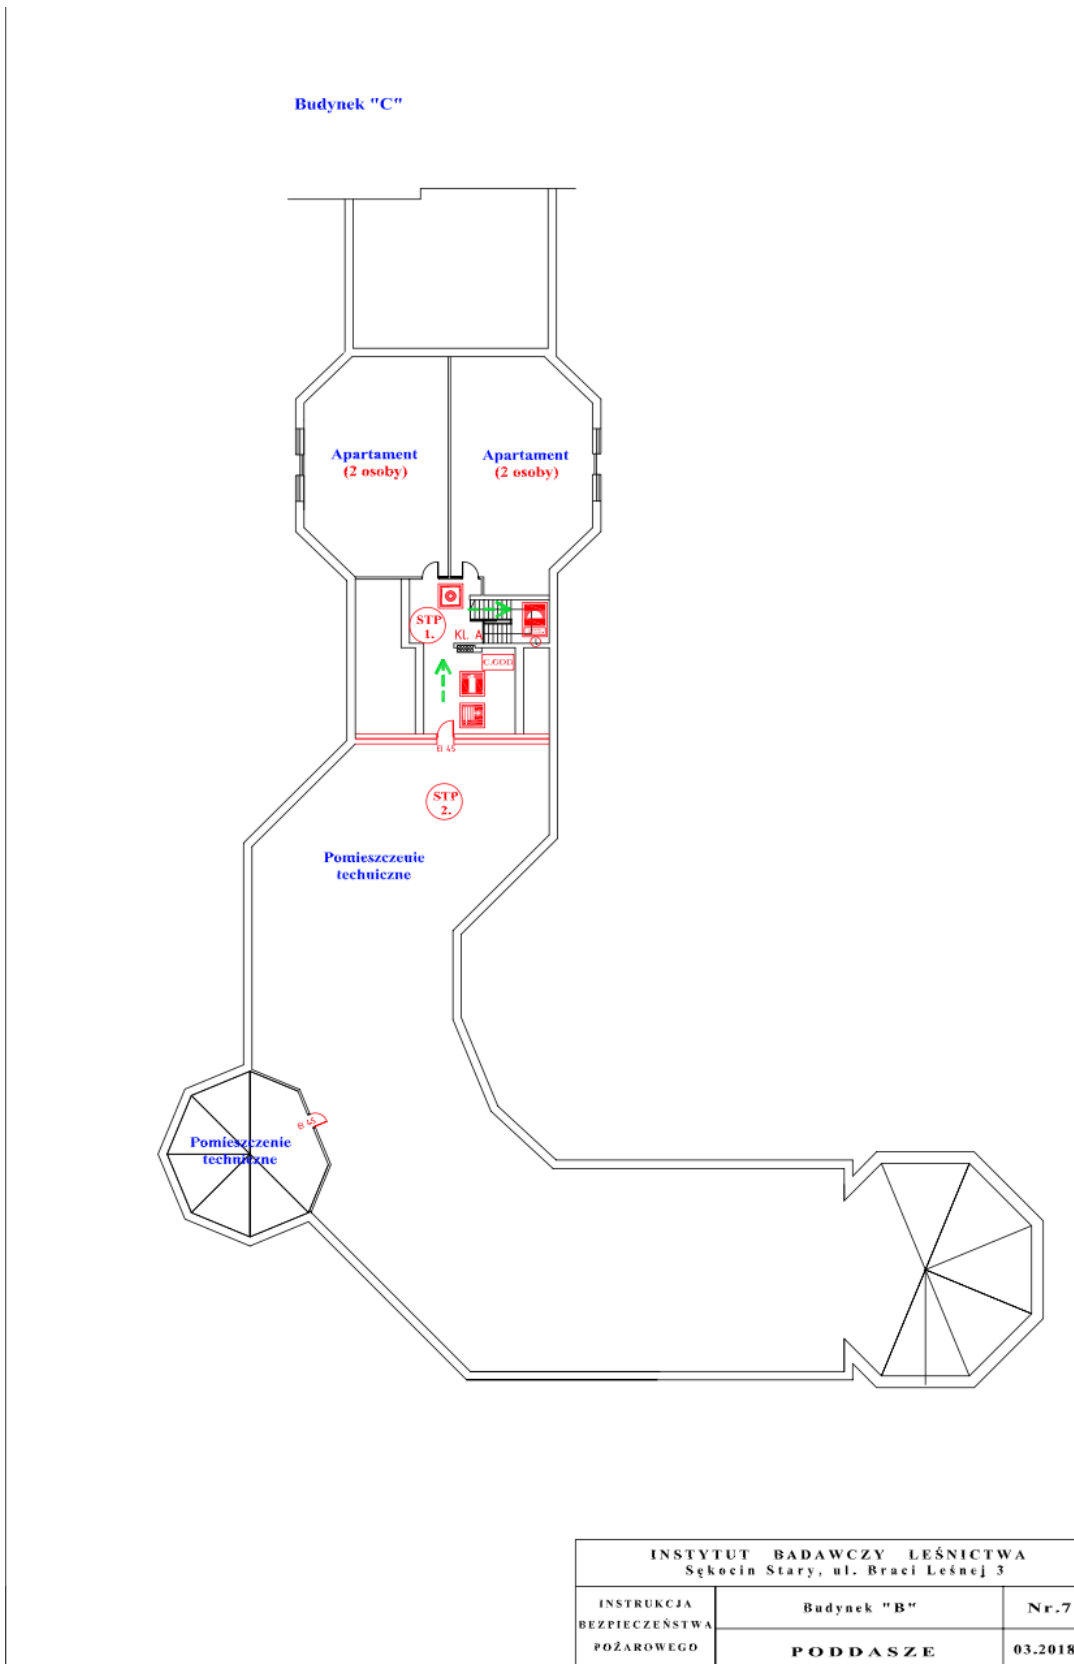 Budynek "C"
Apartament
(2 osoby)
Apartament
(2 osoby)
STP
1.
KL. A
C.ODD
EI 45
STP
2.
Pomieszczenie
techniczne
EI 45
Pomieszczenie
techniczne
INSTYTUT BADAWCZY LEŚNICTWA
Sękocin Stary, ul. Braci Leśnej 3
INSTRUKCJA
BEZPIECZEŃSTWA
POŻAROWEGO
Budynek "B"
Nr.7
PODDASZE
03.2018